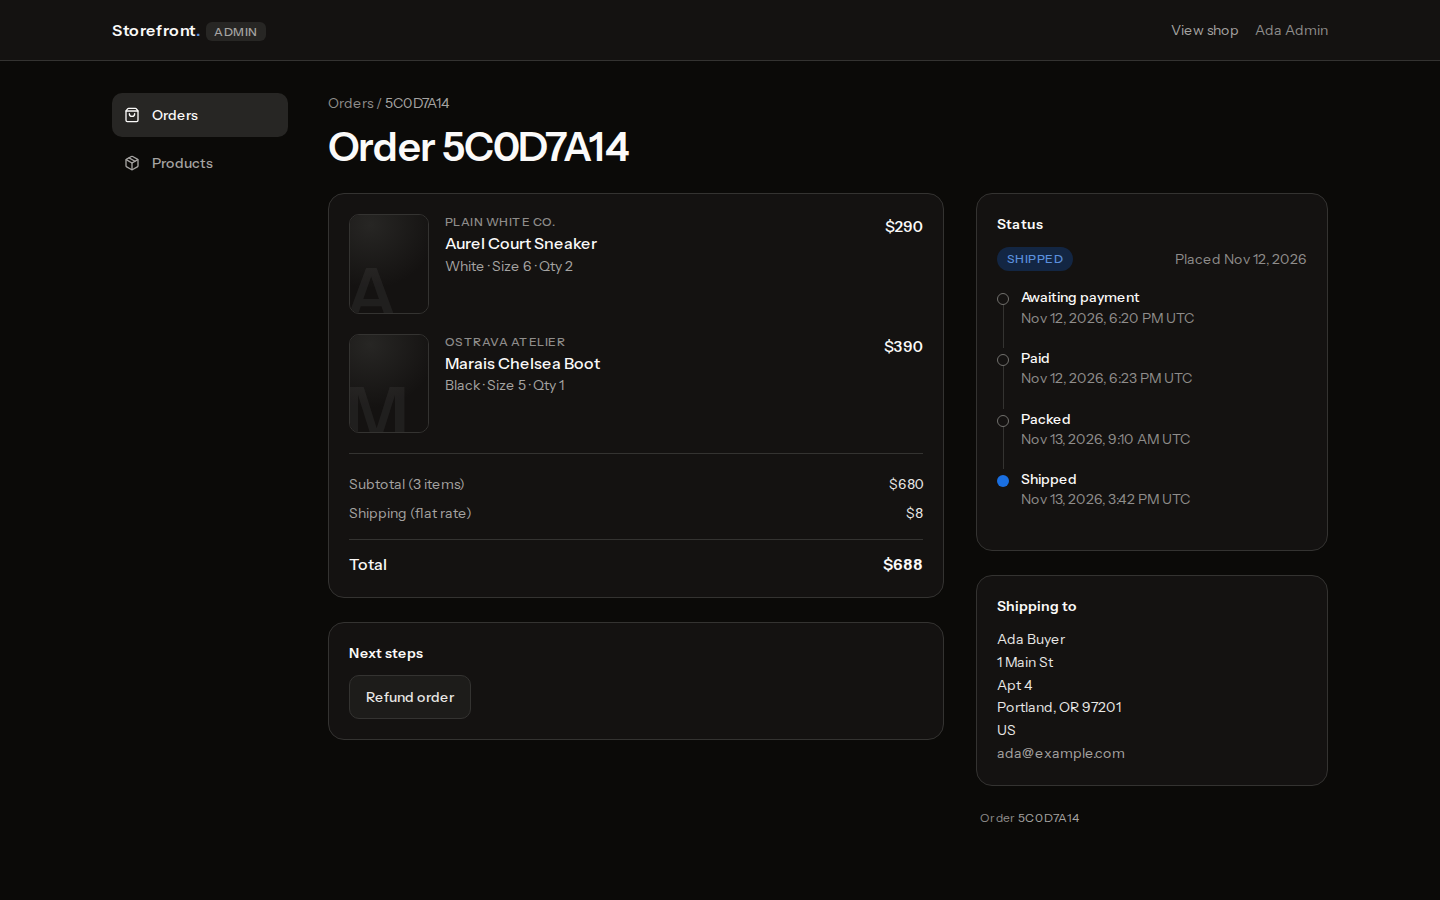 Storefront. ADMIN
View shop Ada Admin
Orders
Products
Orders / 5C0D7A14
Order 5C0D7A14
A
PLAIN WHITE CO.
Aurel Court Sneaker
White · Size 6 · Qty 2
$290
M
OSTRAVA ATELIER
Marais Chelsea Boot
Black · Size 5 · Qty 1
$390
Subtotal (3 items) $680
Shipping (flat rate) $8
Total $688
Next steps
Refund order
Status
SHIPPED Placed Nov 12, 2026
Awaiting payment
Nov 12, 2026, 6:20 PM UTC
Paid
Nov 12, 2026, 6:23 PM UTC
Packed
Nov 13, 2026, 9:10 AM UTC
Shipped
Nov 13, 2026, 3:42 PM UTC
Shipping to
Ada Buyer
1 Main St
Apt 4
Portland, OR 97201
US
ada@example.com
Order 5C0D7A14